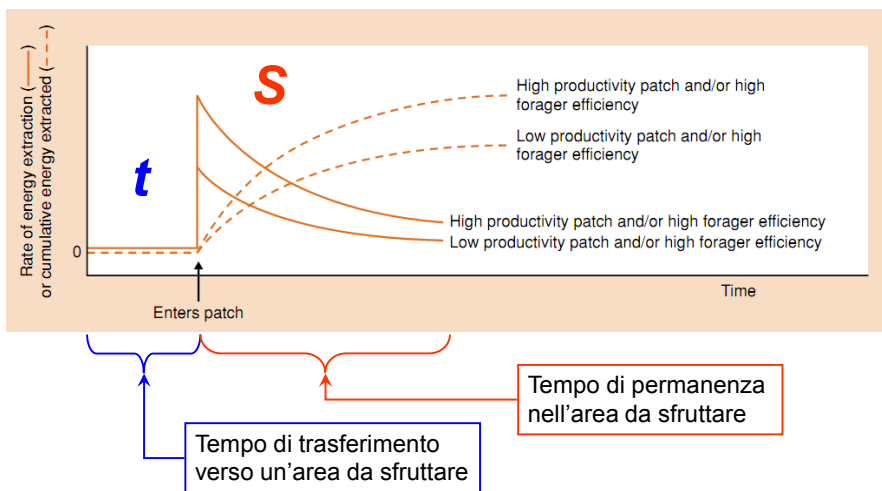 Rate of energy extraction (——)
or cumulative energy extracted (- - - -)
t
S
High productivity patch and/or high
forager efficiency
Low productivity patch and/or high
forager efficiency
High productivity patch and/or high forager efficiency
Low productivity patch and/or high forager efficiency
0
Time
Enters patch
Tempo di permanenza
nell'area da sfruttare
Tempo di trasferimento
verso un'area da sfruttare